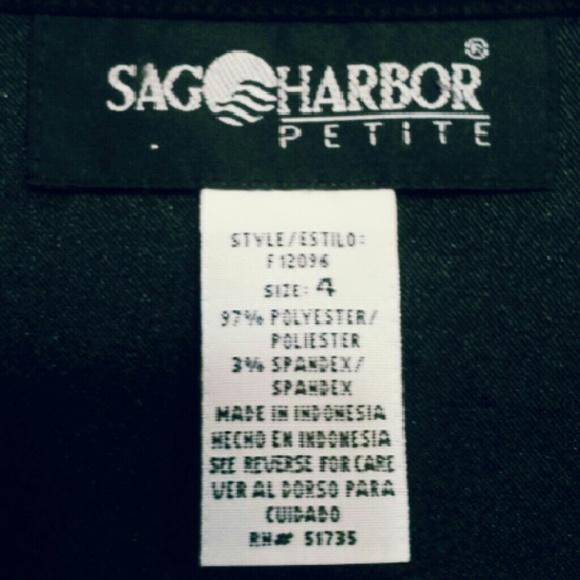 SAG HARBOR®
PETITE
STYLE/ESTILO:
F12096
SIZE: 4
97% POLYESTER/
POLIESTER
3% SPANDEX/
SPANDEX
MADE IN INDONESIA
HECHO EN INDONESIA
SEE REVERSE FOR CARE
VER AL DORSO PARA
CUIDADO
RN# 51735